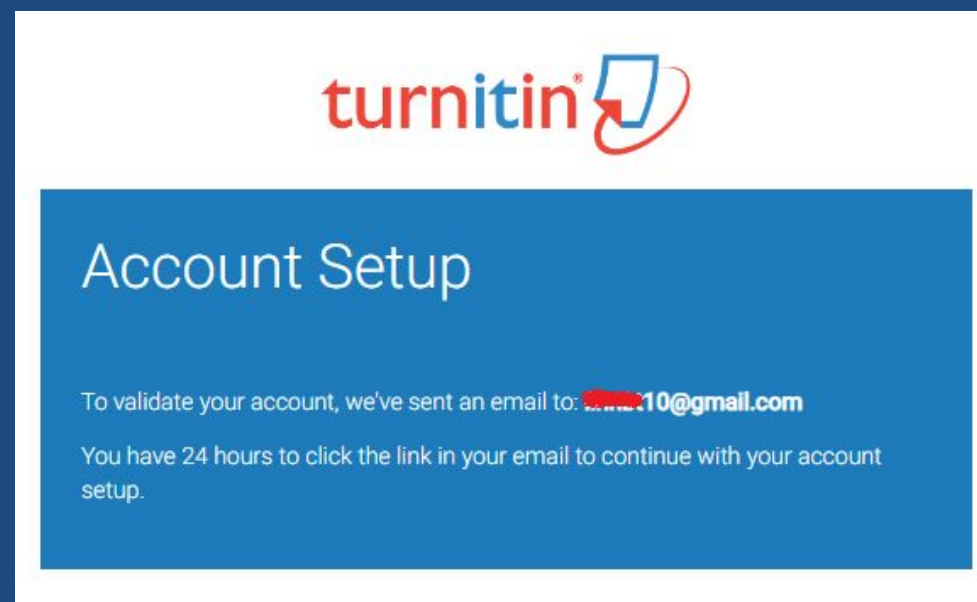 turnitin®
Account Setup
To validate your account, we've sent an email to: 10@gmail.com
You have 24 hours to click the link in your email to continue with your account
setup.